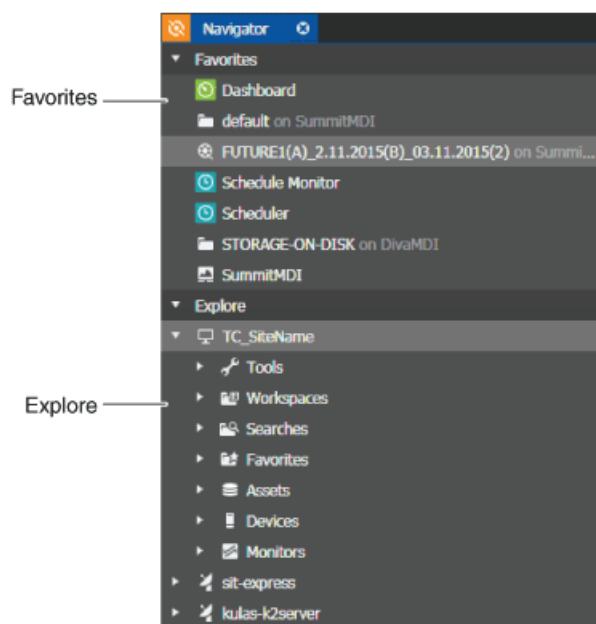 Navigator
Favorites
Favorites
Dashboard
default on SummitMDI
FUTURE1(A)_2.11.2015(B)_03.11.2015(2) on Summi...
Schedule Monitor
Scheduler
STORAGE-ON-DISK on DivaMDI
SummitMDI
Explore
TC_SiteName
Tools
Explore
Workspaces
Searches
Favorites
Assets
Devices
Monitors
sit-express
kulas-k2server